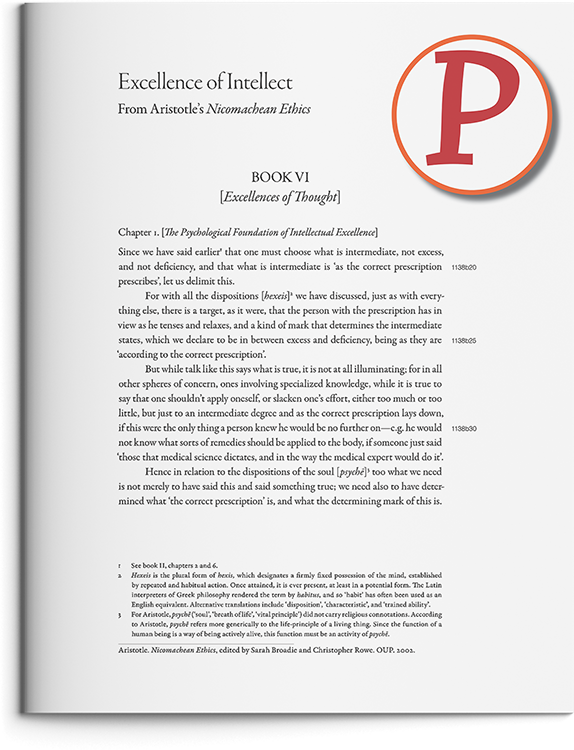 P
Excellence of Intellect
From Aristotle's Nicomachean Ethics
BOOK VI
[Excellences of Thought]
Chapter 1. [The Psychological Foundation of Intellectual Excellence]
Since we have said earlier¹ that one must choose what is intermediate, not excess,
and not deficiency, and that what is intermediate is 'as the correct prescription 1138b20
prescribes', let us delimit this.
For with all the dispositions [hexeis]² we have discussed, just as with every-
thing else, there is a target, as it were, that the person with the prescription has in
view as he tenses and relaxes, and a kind of mark that determines the intermediate
states, which we declare to be in between excess and deficiency, being as they are 1138b25
'according to the correct prescription'.
But while talk like this says what is true, it is not at all illuminating; for in all
other spheres of concern, ones involving specialized knowledge, while it is true to
say that one shouldn't apply oneself, or slacken one's effort, either too much or too
little, but just to an intermediate degree and as the correct prescription lays down,
if this were the only thing a person knew he would be no further on—e.g. he would 1138b30
not know what sorts of remedies should be applied to the body, if someone just said
'those that medical science dictates, and in the way the medical expert would do it'.
Hence in relation to the dispositions of the soul [psychê]³ too what we need
is not merely to have said this and said something true; we need also to have deter-
mined what 'the correct prescription' is, and what the determining mark of this is.
1 See book II, chapters 2 and 6.
2 Hexeis is the plural form of hexis, which designates a firmly fixed possession of the mind, established
by repeated and habitual action. Once attained, it is ever present, at least in a potential form. The Latin
interpreters of Greek philosophy rendered the term by habitus, and so 'habit' has often been used as an
English equivalent. Alternative translations include 'disposition', 'characteristic', and 'trained ability'.
3 For Aristotle, psychê ('soul', 'breath of life', 'vital principle') did not carry religious connotations. According
to Aristotle, psychê refers more generically to the life-principle of a living thing. Since the function of a
human being is a way of being actively alive, this function must be an activity of psychê.
Aristotle. Nicomachean Ethics, edited by Sarah Broadie and Christopher Rowe. OUP. 2002.